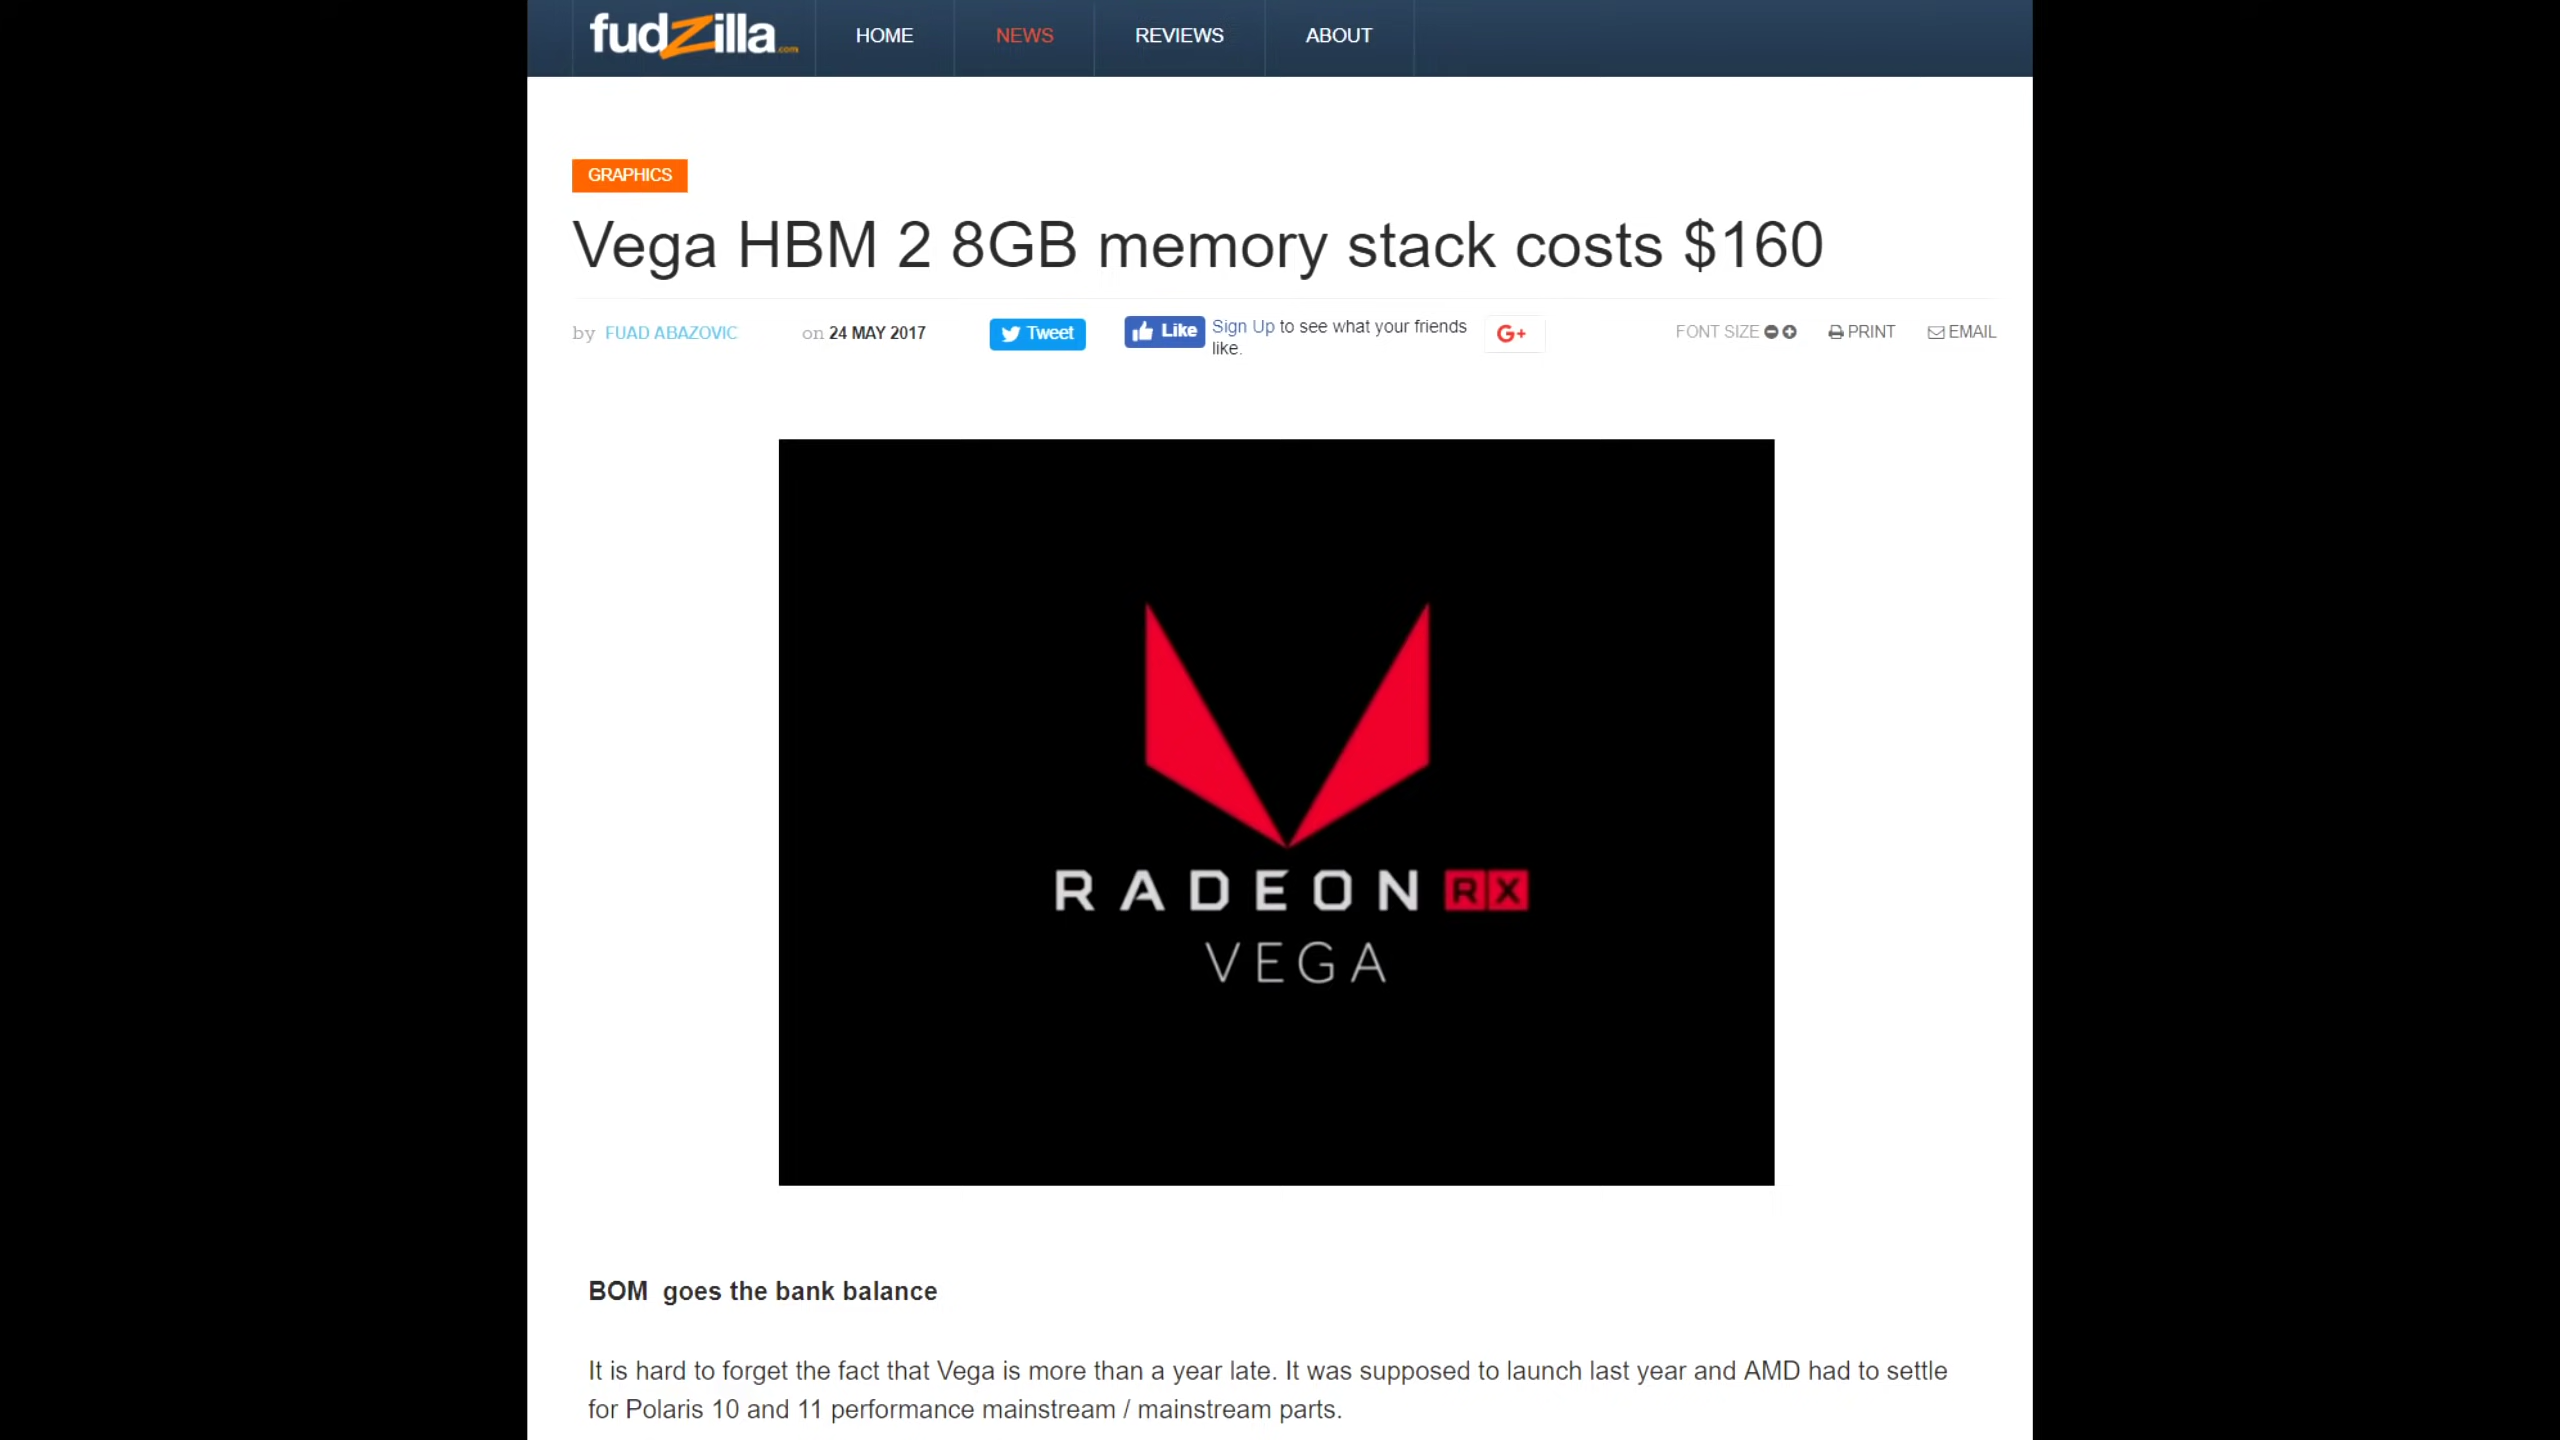 fudzilla.com
HOME
NEWS
REVIEWS
ABOUT
GRAPHICS
Vega HBM 2 8GB memory stack costs $160
by FUAD ABAZOVIC
on 24 MAY 2017
Tweet
Like
Sign Up to see what your friends
like.
G+
FONT SIZE
PRINT
EMAIL
RADEON RX
VEGA
BOM  goes the bank balance
It is hard to forget the fact that Vega is more than a year late. It was supposed to launch last year and AMD had to settle
for Polaris 10 and 11 performance mainstream / mainstream parts.